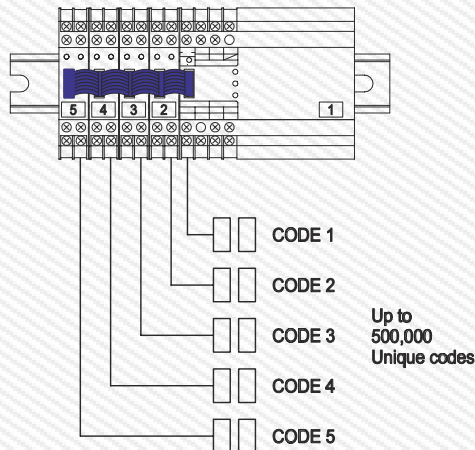 5 4 3 2 1
CODE 1
CODE 2
CODE 3
CODE 4
CODE 5
Up to
500,000
Unique codes